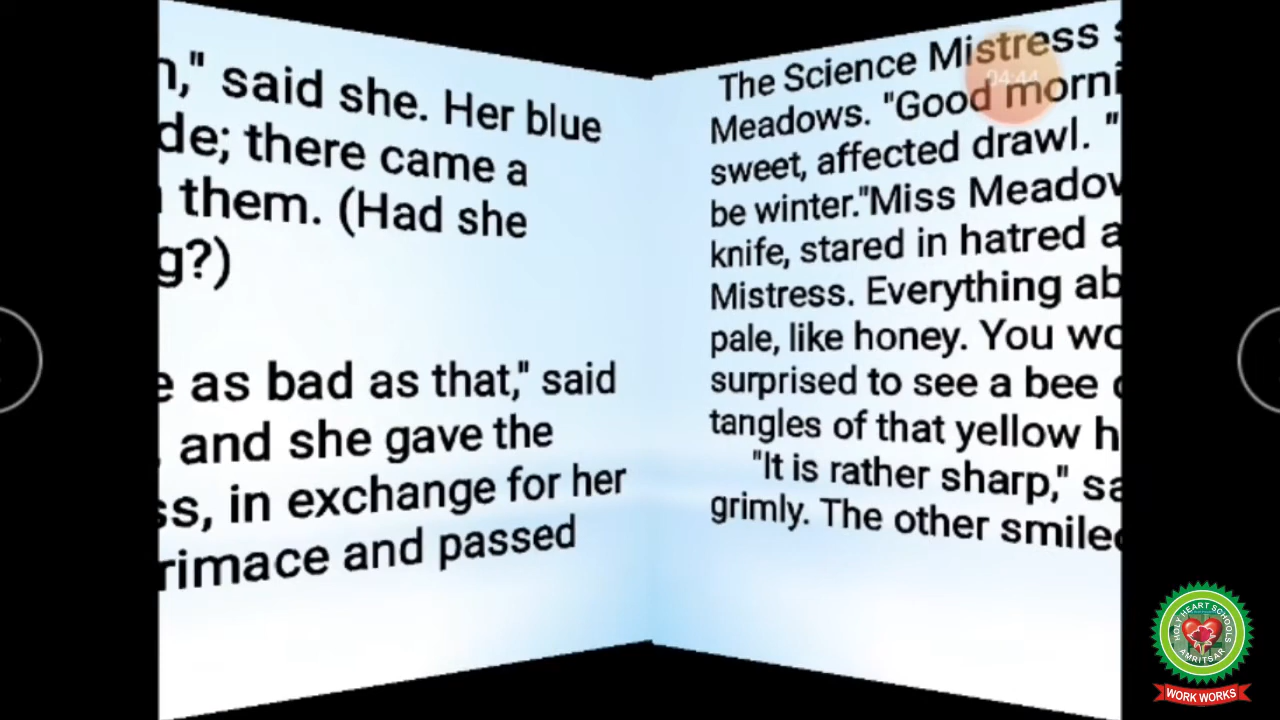 ," said she. Her blue
de; there came a
them. (Had she
g?)
e as bad as that," said
, and she gave the
ss, in exchange for her
rimace and passed
The Science Mistress
Meadows. "Good morni
sweet, affected drawl. "
be winter."Miss Meadow
knife, stared in hatred a
Mistress. Everything ab
pale, like honey. You wo
surprised to see a bee
tangles of that yellow h
"It is rather sharp," sa
grimly. The other smiled
04:44
HOLY HEART SCHOOLS
AMRITSAR
WORK WORKS